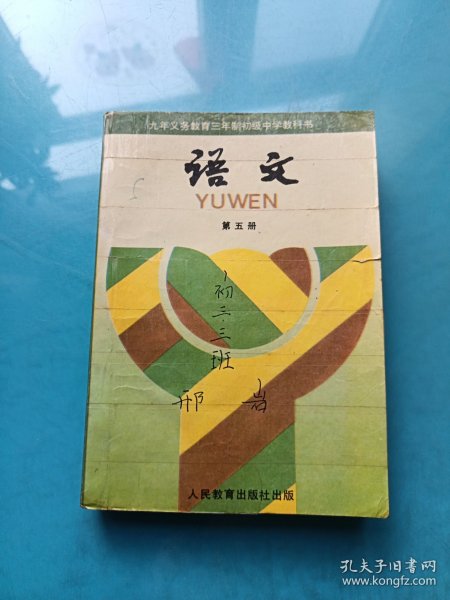 九年义务教育三年制初级中学教科书
语文
YUWEN
第五册
初三.三班
邢岩
人民教育出版社出版
孔夫子旧书网
www.kongfz.com